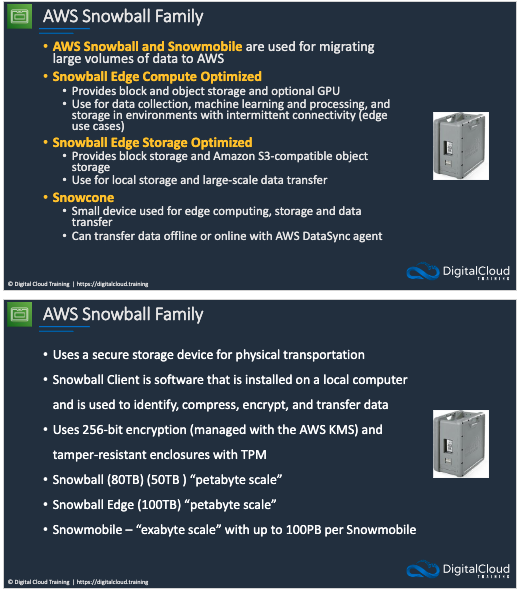 AWS Snowball Family
• AWS Snowball and Snowmobile are used for migrating
large volumes of data to AWS
• Snowball Edge Compute Optimized
• Provides block and object storage and optional GPU
• Use for data collection, machine learning and processing, and
storage in environments with intermittent connectivity (edge
use cases)
• Snowball Edge Storage Optimized
• Provides block storage and Amazon S3-compatible object
storage
• Use for local storage and large-scale data transfer
• Snowcone
• Small device used for edge computing, storage and data
transfer
• Can transfer data offline or online with AWS DataSync agent
© Digital Cloud Training | https://digitalcloud.training
DigitalCloud
TRAINING
AWS Snowball Family
• Uses a secure storage device for physical transportation
• Snowball Client is software that is installed on a local computer
and is used to identify, compress, encrypt, and transfer data
• Uses 256-bit encryption (managed with the AWS KMS) and
tamper-resistant enclosures with TPM
• Snowball (80TB) (50TB ) “petabyte scale”
• Snowball Edge (100TB) “petabyte scale”
• Snowmobile – “exabyte scale” with up to 100PB per Snowmobile
© Digital Cloud Training | https://digitalcloud.training
DigitalCloud
TRAINING